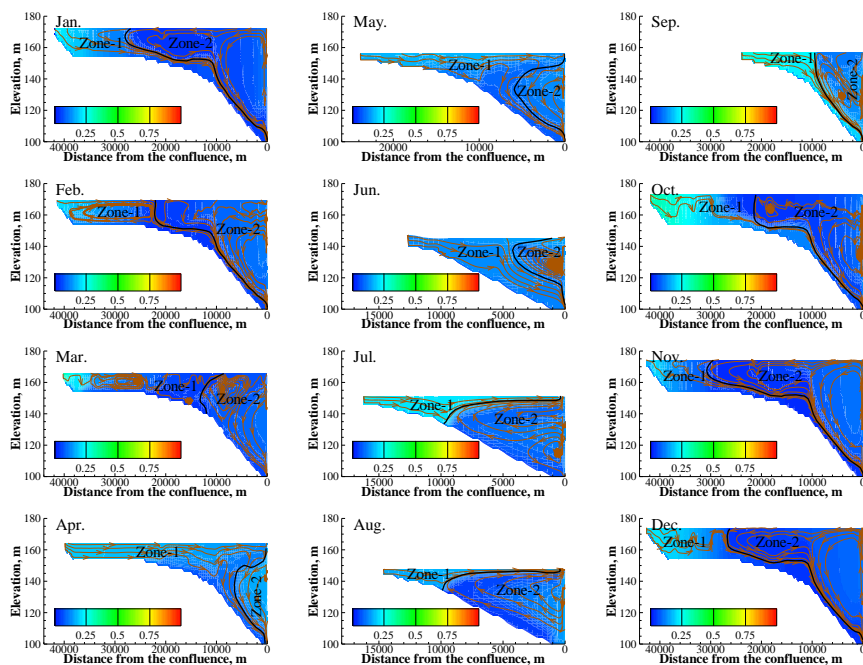 Jan.
180
160
140
120
100
Elevation, m
Zone-1
Zone-2
0.25 0.5 0.75
40000 30000 20000 10000 0
Distance from the confluence, m
May.
180
160
140
120
100
Elevation, m
Zone-1
Zone-2
0.25 0.5 0.75
20000 10000 0
Distance from the confluence, m
Sep.
180
160
140
120
100
Elevation, m
Zone-1
Zone-2
0.25 0.5 0.75
40000 30000 20000 10000 0
Distance from the confluence, m
Feb.
180
160
140
120
100
Elevation, m
Zone-1
Zone-2
0.25 0.5 0.75
40000 30000 20000 10000 0
Distance from the confluence, m
Jun.
180
160
140
120
100
Elevation, m
Zone-1
Zone-2
0.25 0.5 0.75
15000 10000 5000 0
Distance from the confluence, m
Oct.
180
160
140
120
100
Elevation, m
Zone-1
Zone-2
0.25 0.5 0.75
40000 30000 20000 10000 0
Distance from the confluence, m
Mar.
180
160
140
120
100
Elevation, m
Zone-1
Zone-2
0.25 0.5 0.75
40000 30000 20000 10000 0
Distance from the confluence, m
Jul.
180
160
140
120
100
Elevation, m
Zone-1
Zone-2
0.25 0.5 0.75
15000 10000 5000 0
Distance from the confluence, m
Nov.
180
160
140
120
100
Elevation, m
Zone-1
Zone-2
0.25 0.5 0.75
40000 30000 20000 10000 0
Distance from the confluence, m
Apr.
180
160
140
120
100
Elevation, m
Zone-1
Zone-2
0.25 0.5 0.75
40000 30000 20000 10000 0
Distance from the confluence, m
Aug.
180
160
140
120
100
Elevation, m
Zone-1
Zone-2
0.25 0.5 0.75
15000 10000 5000 0
Distance from the confluence, m
Dec.
180
160
140
120
100
Elevation, m
Zone-1
Zone-2
0.25 0.5 0.75
40000 30000 20000 10000 0
Distance from the confluence, m